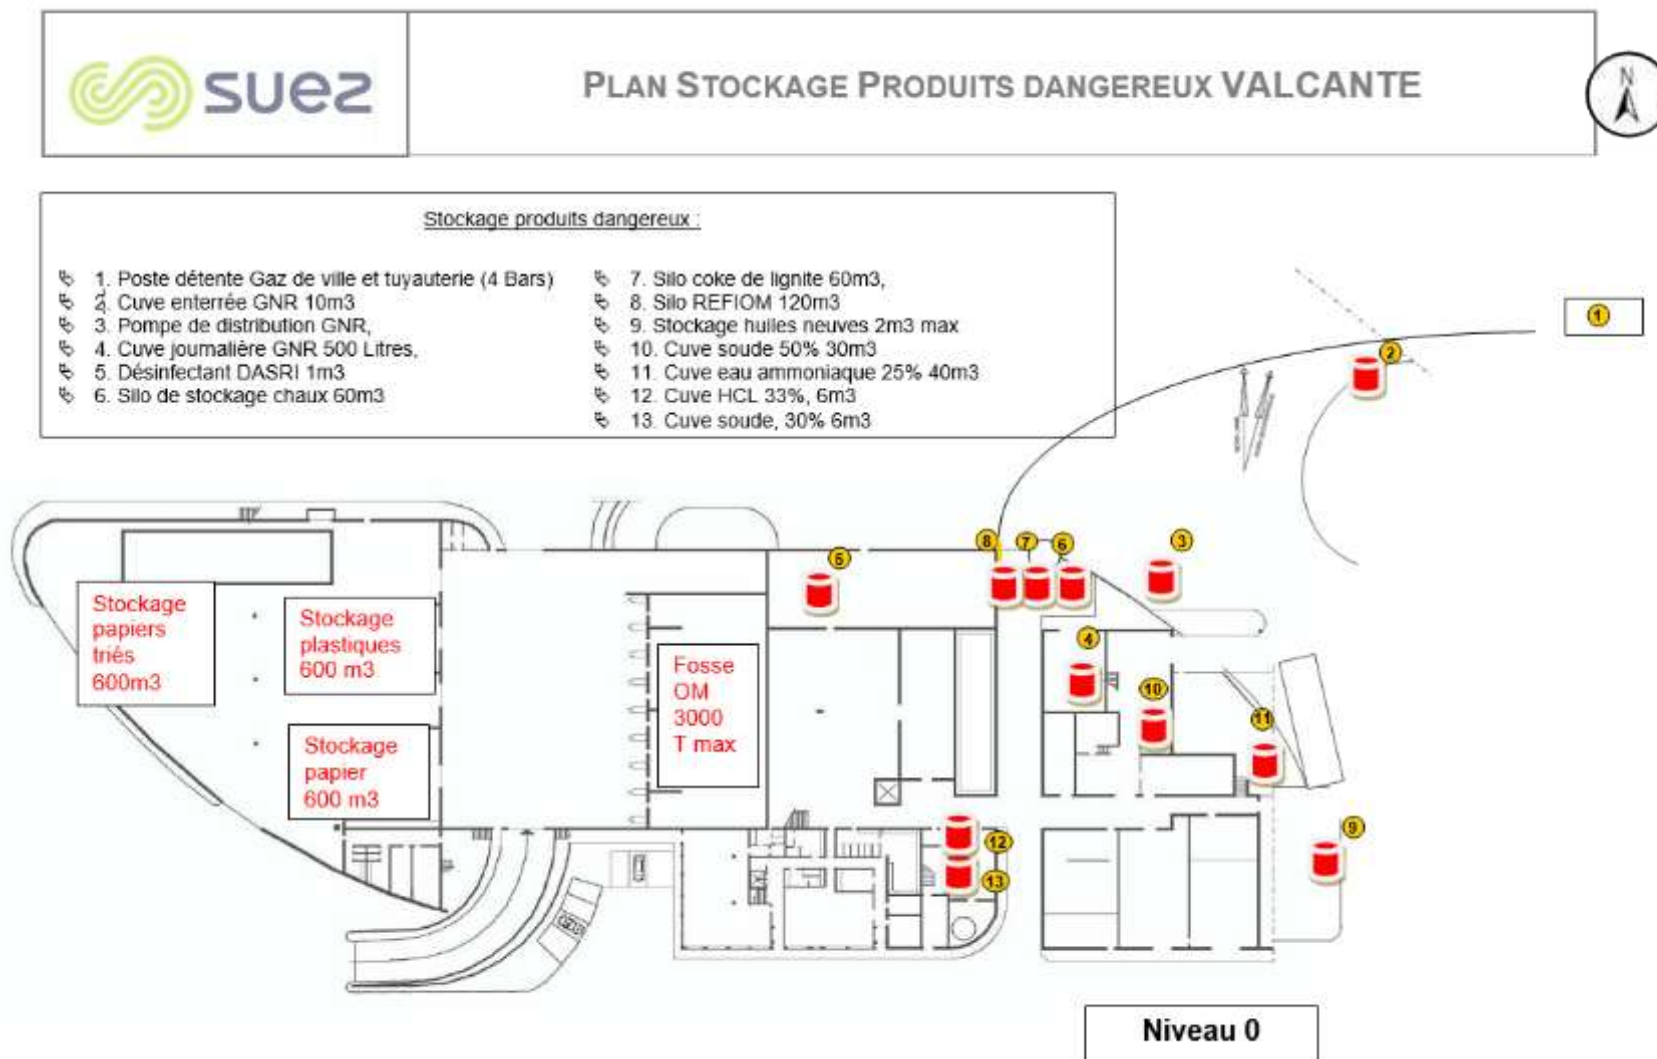 suez
PLAN STOCKAGE PRODUITS DANGEREUX VALCANTE
N
Stockage produits dangereux :
1. Poste détente Gaz de ville et tuyauterie (4 Bars)
2. Cuve enterrée GNR 10m3
3. Pompe de distribution GNR,
4. Cuve journalière GNR 500 Litres,
5. Désinfectant DASRI 1m3
6. Silo de stockage chaux 60m3
7. Silo coke de lignite 60m3,
8. Silo REFIOM 120m3
9. Stockage huiles neuves 2m3 max
10. Cuve soude 50% 30m3
11. Cuve eau ammoniaque 25% 40m3
12. Cuve HCL 33%, 6m3
13. Cuve soude, 30% 6m3
1
2
8
7
6
3
5
Stockage
papiers
triés
600m3
Stockage
plastiques
600 m3
Fosse
OM
3000
T max
4
10
11
Stockage
papier
600 m3
9
12
13
Niveau 0